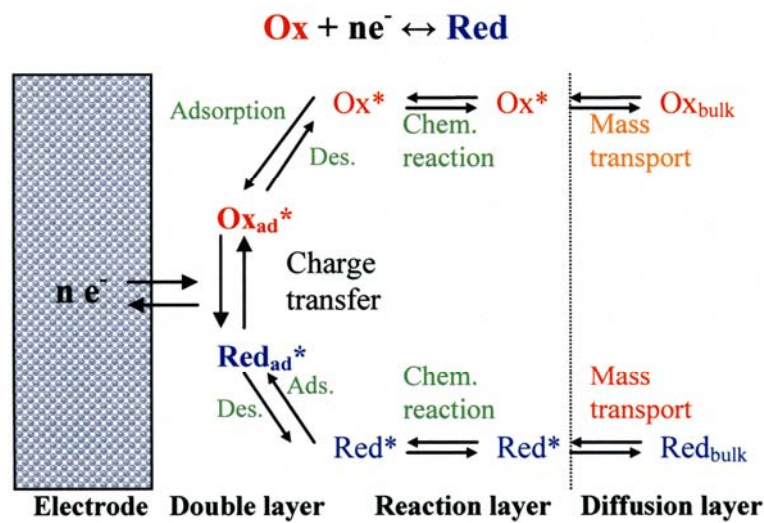 Ox + ne⁻ ↔ Red
Adsorption
Ox*
Ox*
Ox_bulk
Des.
Chem.
reaction
Mass
transport
Ox_ad*
n e⁻
Charge
transfer
Red_ad*
Des.
Ads.
Chem.
reaction
Mass
transport
Red*
Red*
Red_bulk
Electrode
Double layer
Reaction layer
Diffusion layer